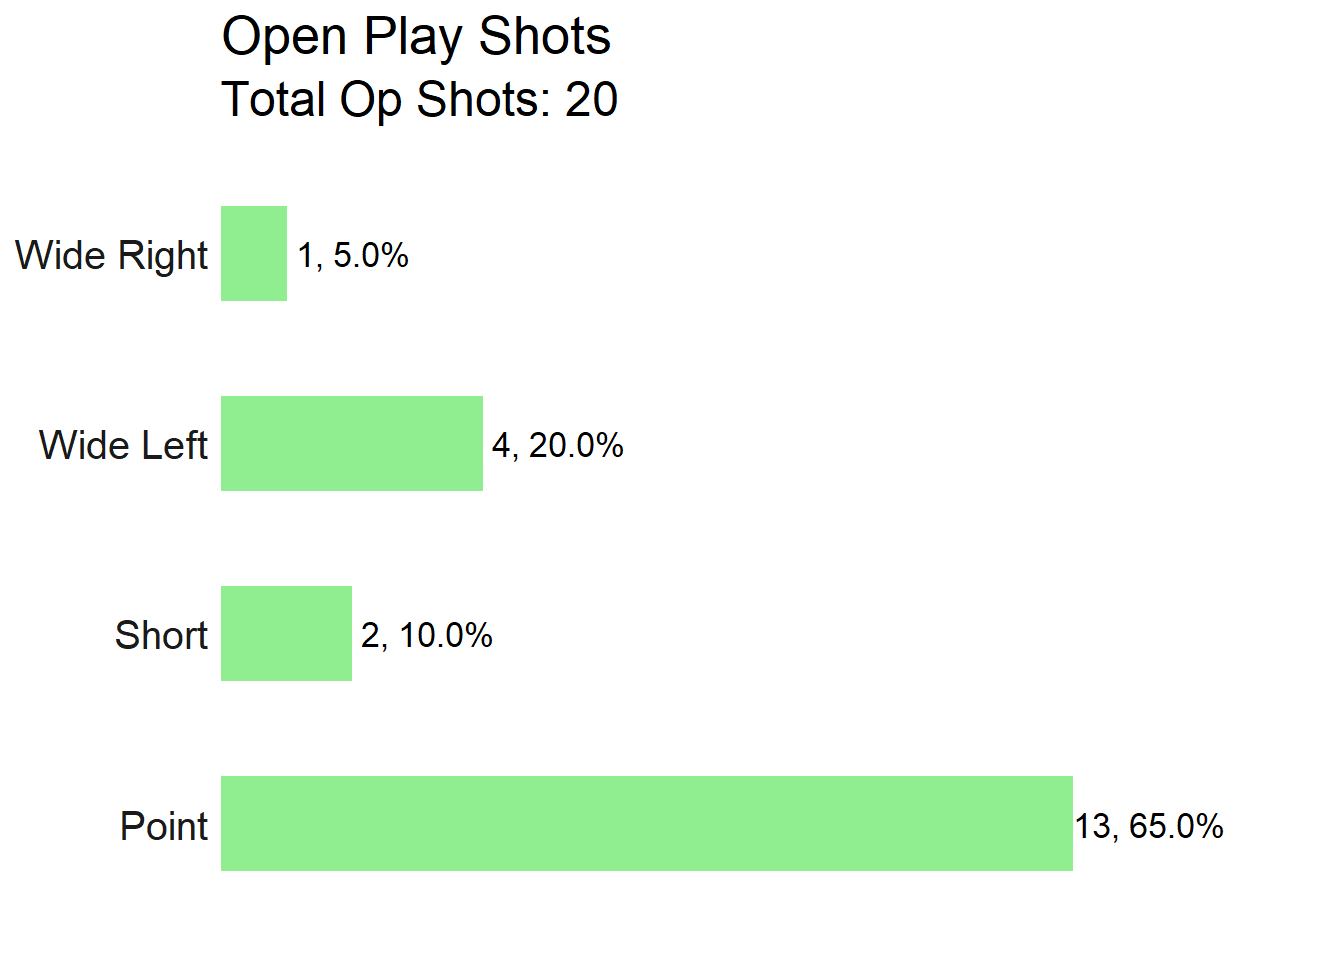 Open Play Shots
Total Op Shots: 20
Wide Right 1, 5.0%
Wide Left 4, 20.0%
Short 2, 10.0%
Point 13, 65.0%